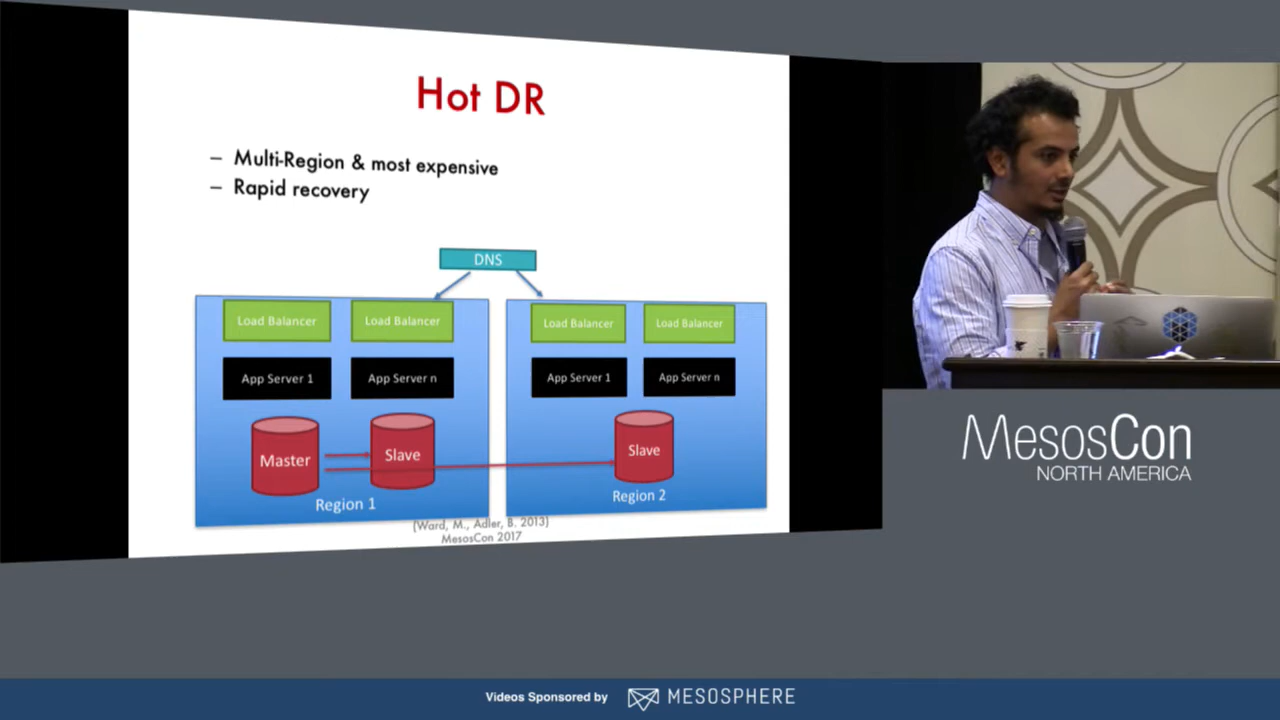 Hot DR
– Multi-Region & most expensive
– Rapid recovery
DNS
Load Balancer
Load Balancer
Load Balancer
Load Balancer
App Server 1
App Server n
App Server 1
App Server n
Master
Slave
Slave
Region 1
Region 2
(Ward, M., Adler, B. 2013)
MesosCon 2017
MesosCon
NORTH AMERICA
Videos Sponsored by MESOSPHERE